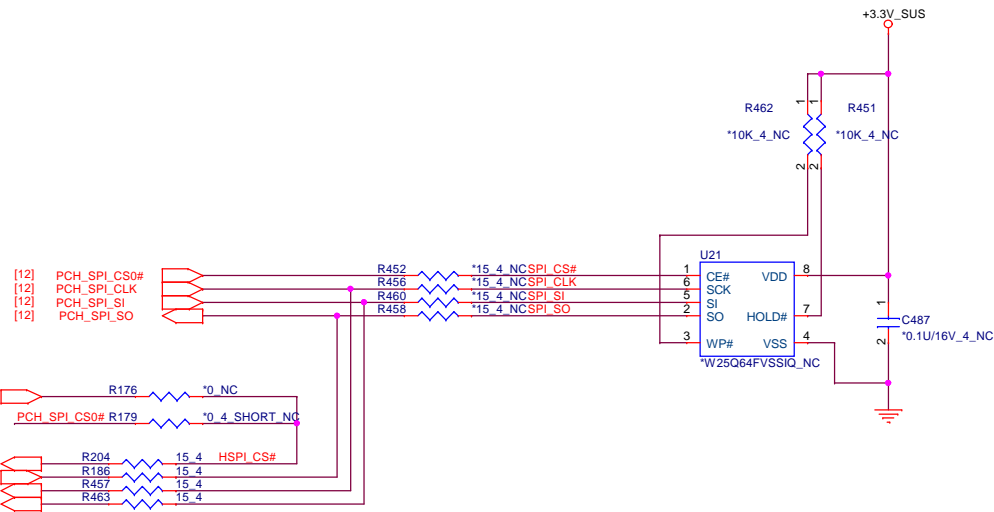 +3.3V_SUS
R462 1 1 R451
*10K_4_NC *10K_4_NC
2 2
U21
[12] PCH_SPI_CS0# R452 *15_4_NC SPI_CS# 1 CE# VDD 8
[12] PCH_SPI_CLK R456 *15_4_NC SPI_CLK 6 SCK
[12] PCH_SPI_SI R460 *15_4_NC SPI_SI 5 SI
[12] PCH_SPI_SO R458 *15_4_NC SPI_SO 2 SO HOLD# 7
1
C487
*0.1U/16V_4_NC
2
3 WP# VSS 4
*W25Q64FVSSIQ_NC
R176 *0_NC
PCH_SPI_CS0# R179 *0_4_SHORT_NC
R204 15_4 HSPI_CS#
R186 15_4
R457 15_4
R463 15_4